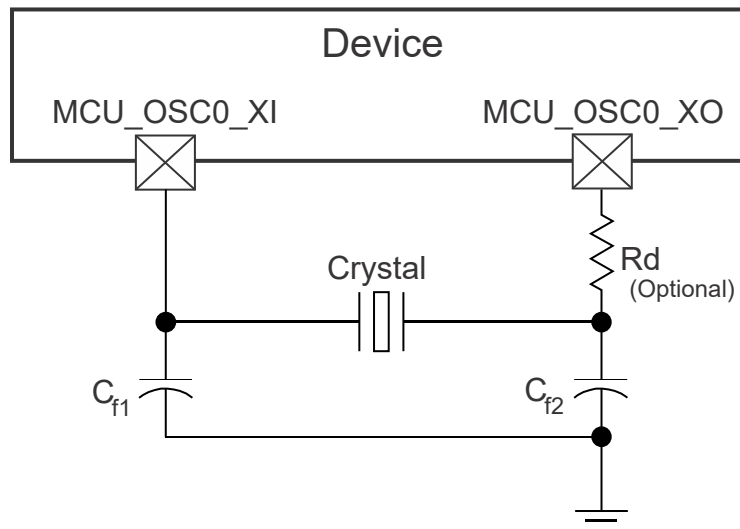 Device
MCU_OSC0_XI
MCU_OSC0_XO
Crystal
Rd
(Optional)
Cf1
Cf2